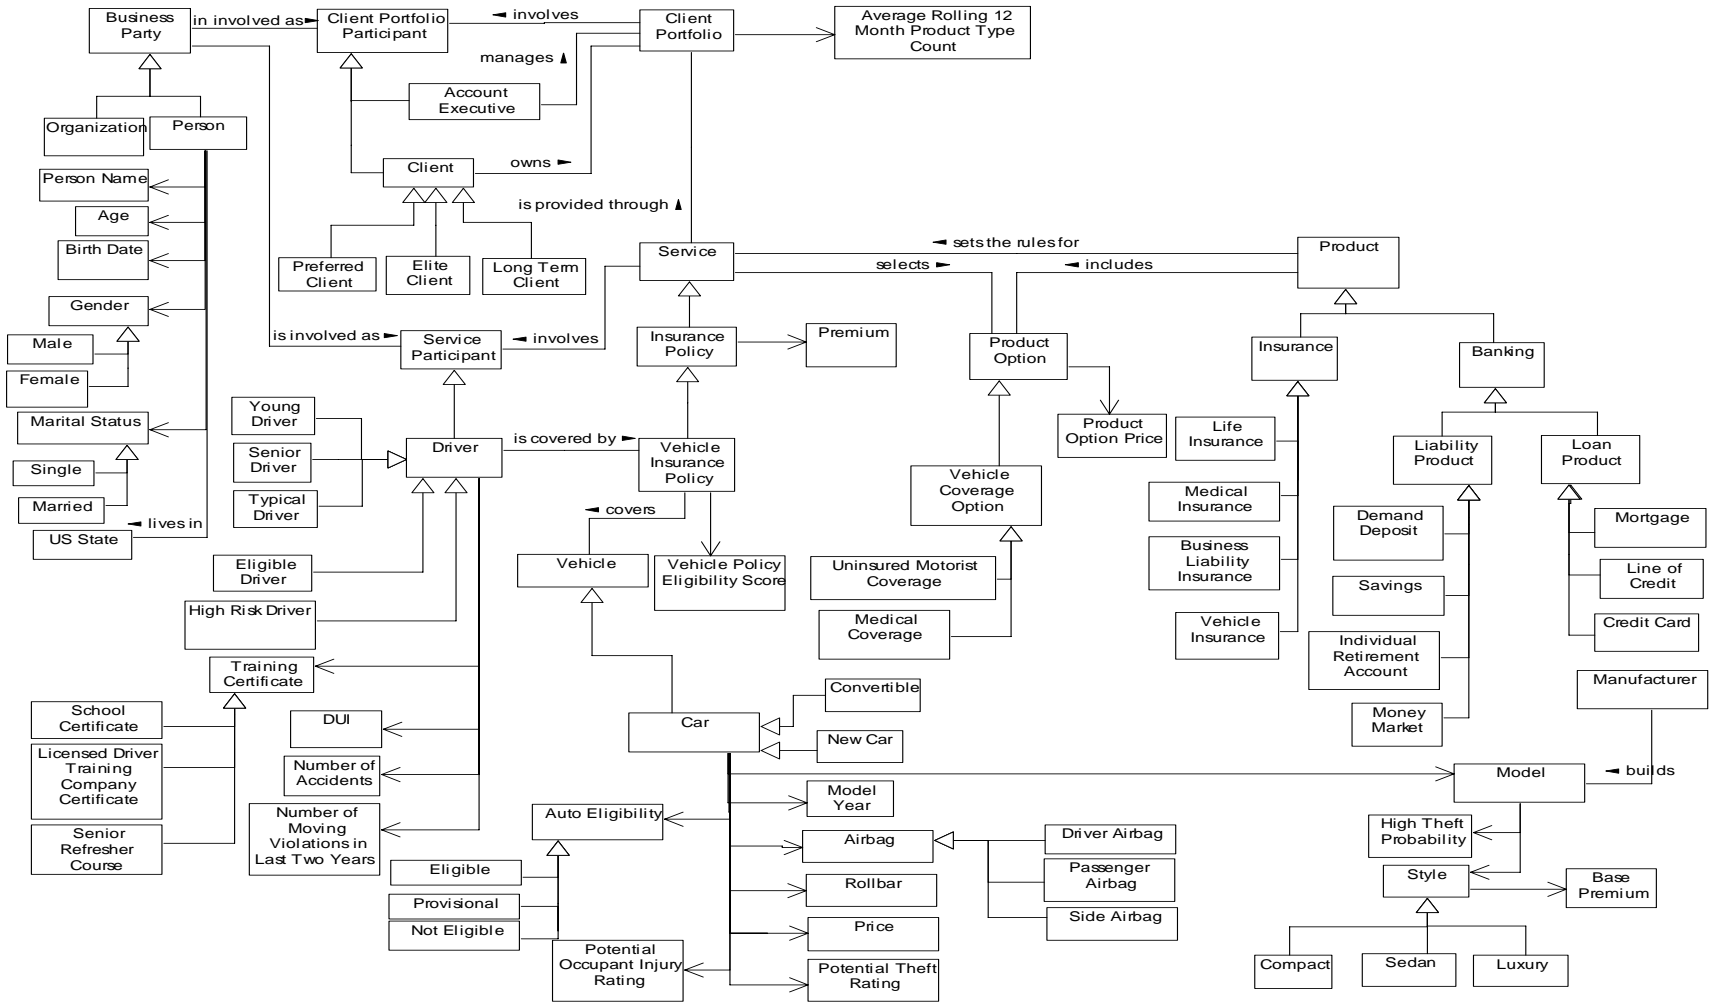 Business
Party
in involved as
Client Portfolio
Participant
involves
Client
Portfolio
Average Rolling 12
Month Product Type
Count
manages
Account
Executive
Organization
Person
Client
owns
Person Name
Age
Birth Date
is provided through
Preferred
Client
Elite
Client
Long Term
Client
Service
sets the rules for
Product
selects
includes
Gender
Male
Female
is involved as
Service
Participant
involves
Insurance
Policy
Premium
Product
Option
Insurance
Banking
Marital Status
Single
Married
lives in
US State
Young
Driver
Senior
Driver
Typical
Driver
Driver
is covered by
Vehicle
Insurance
Policy
Product
Option Price
Life
Insurance
Liability
Product
Loan
Product
Vehicle
Coverage
Option
Medical
Insurance
Demand
Deposit
Mortgage
covers
Eligible
Driver
Vehicle
Vehicle Policy
Eligibility Score
Uninsured Motorist
Coverage
Business
Liability
Insurance
Savings
Line of
Credit
High Risk Driver
Medical
Coverage
Vehicle
Insurance
Individual
Retirement
Account
Credit Card
Training
Certificate
School
Certificate
Licensed Driver
Training
Company
Certificate
Senior
Refresher
Course
DUI
Number of
Accidents
Number of
Moving
Violations in
Last Two Years
Convertible
Car
New Car
Money
Market
Manufacturer
Model
builds
Model
Year
Auto Eligibility
Airbag
Driver Airbag
Passenger
Airbag
Side Airbag
High Theft
Probability
Style
Base
Premium
Eligible
Provisional
Not Eligible
Rollbar
Price
Potential
Occupant Injury
Rating
Potential Theft
Rating
Compact
Sedan
Luxury